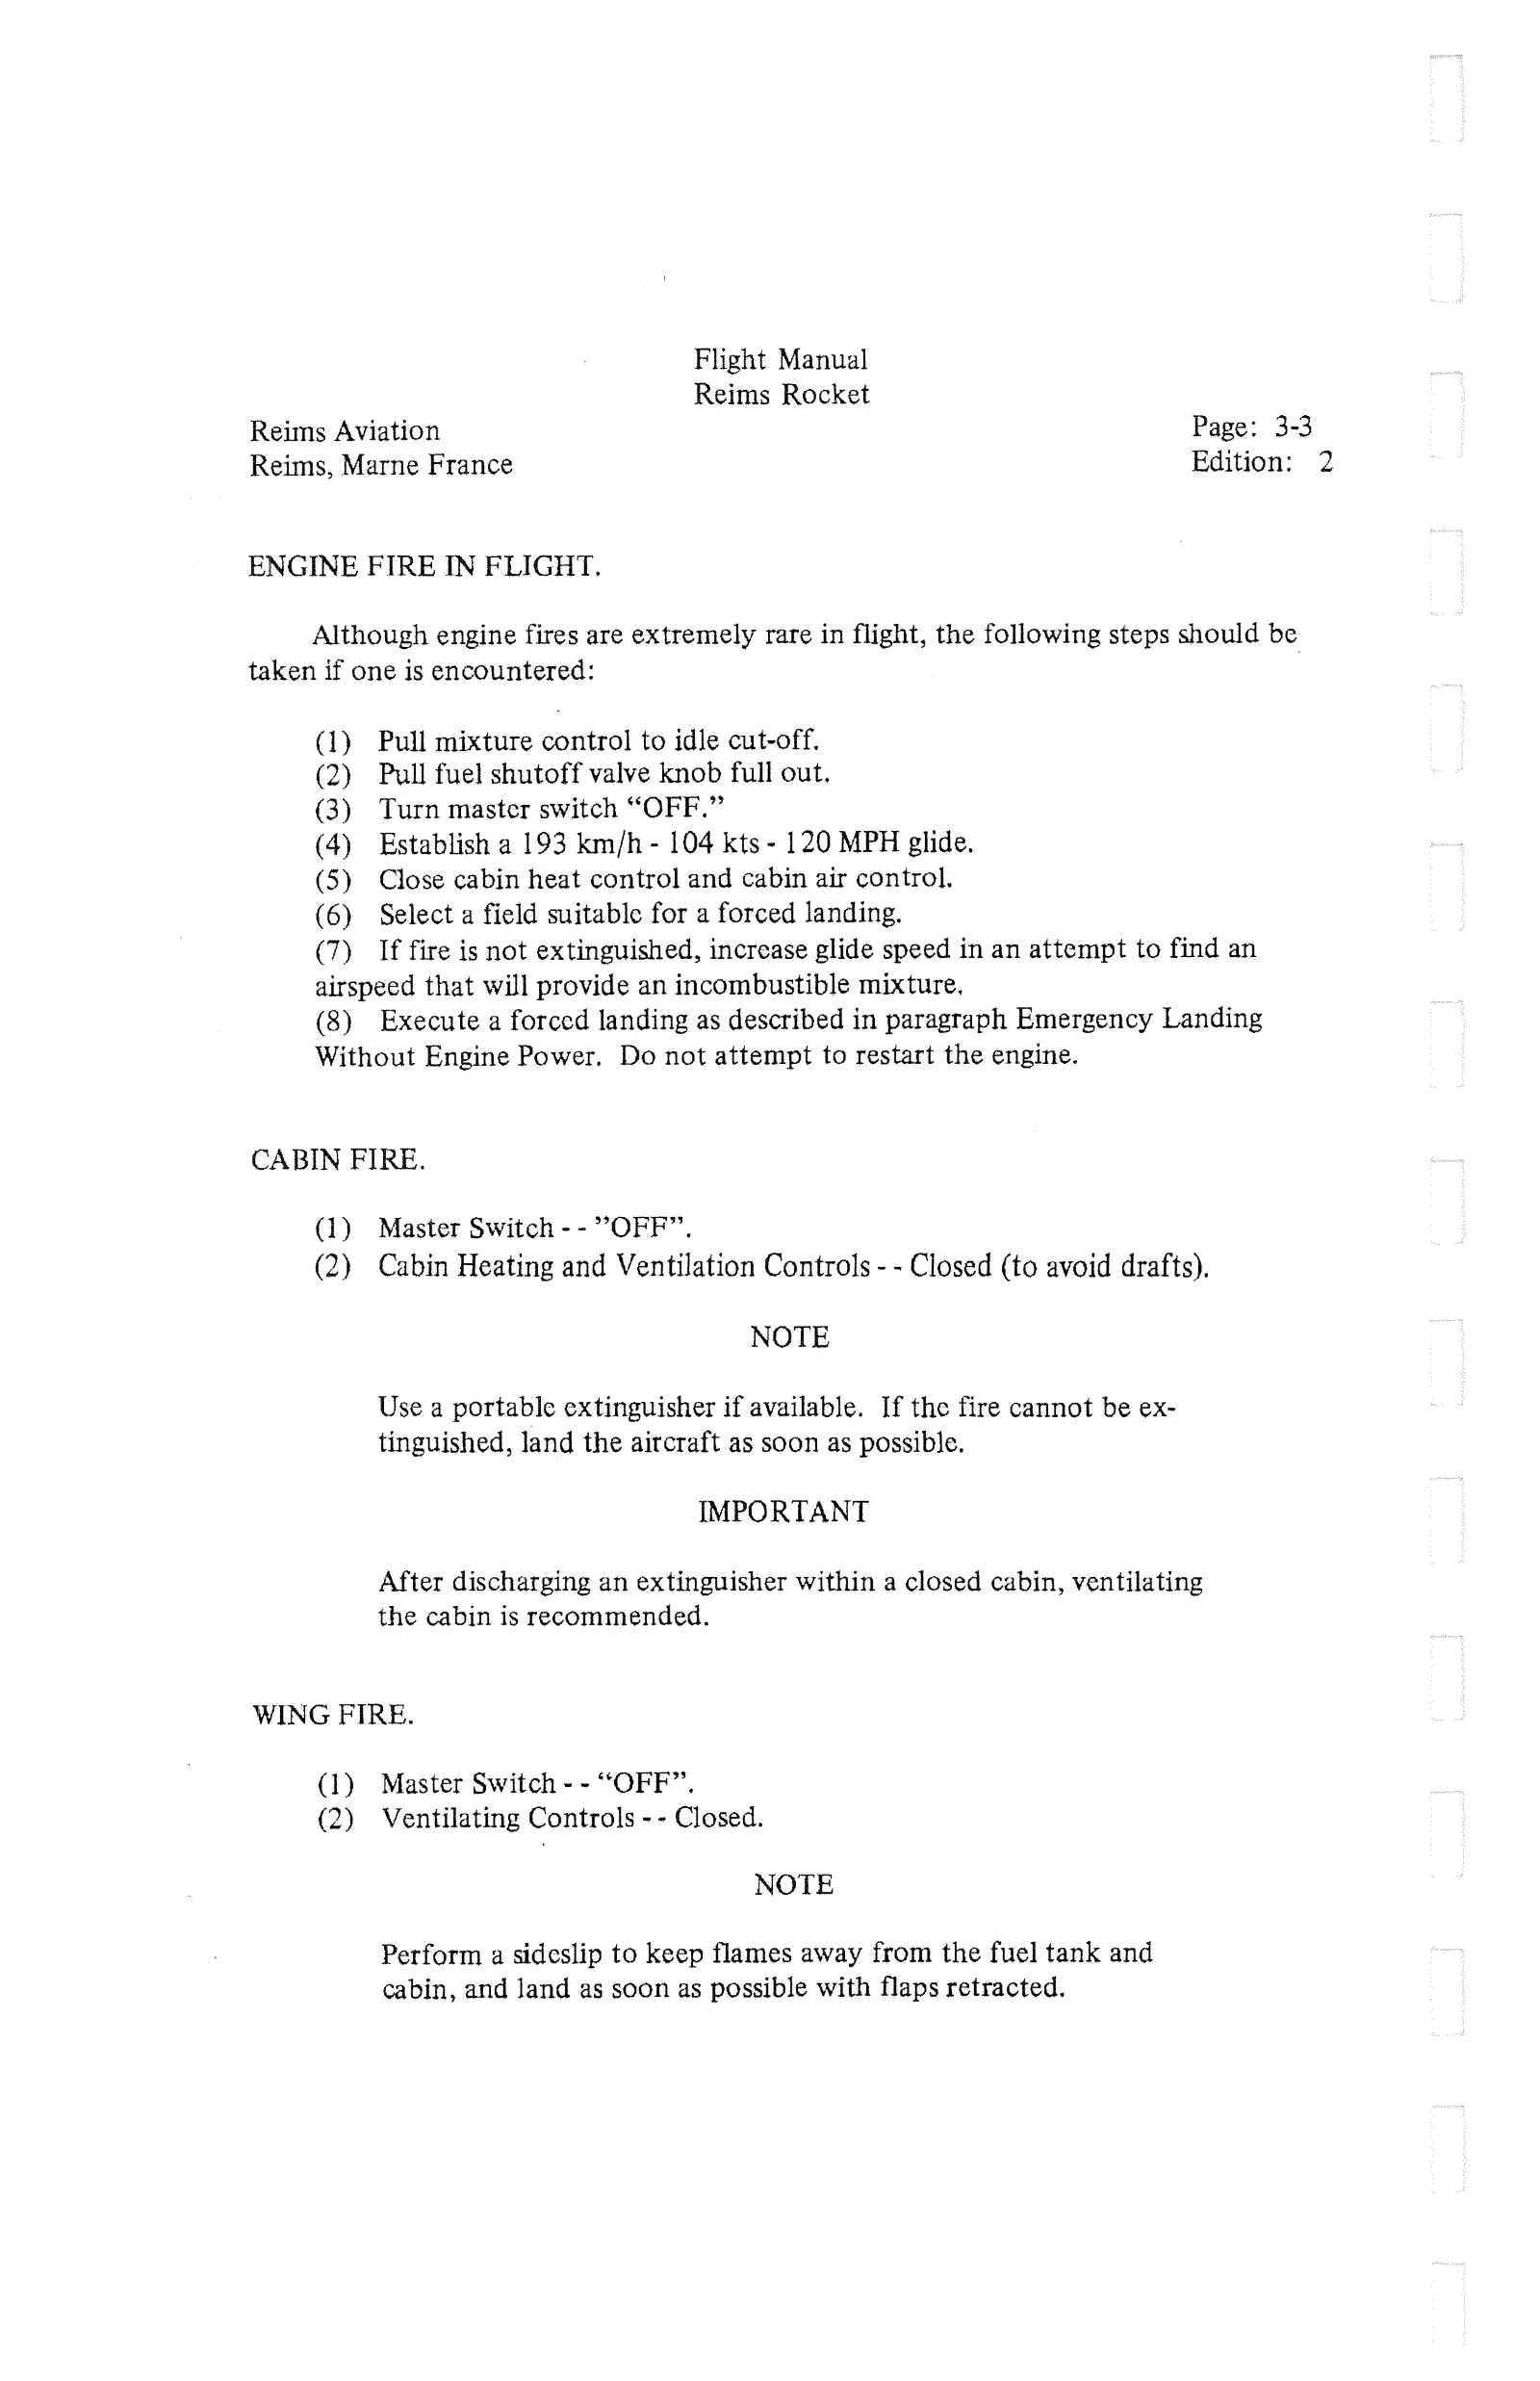 Flight Manual
Reims Rocket
Reims Aviation
Reims, Marne France
Page: 3-3
Edition: 2
ENGINE FIRE IN FLIGHT.
Although engine fires are extremely rare in flight, the following steps should be
taken if one is encountered:
(1) Pull mixture control to idle cut-off.
(2) Pull fuel shutoff valve knob full out.
(3) Turn master switch “OFF.”
(4) Establish a 193 km/h - 104 kts - 120 MPH glide.
(5) Close cabin heat control and cabin air control.
(6) Select a field suitable for a forced landing.
(7) If fire is not extinguished, increase glide speed in an attempt to find an
airspeed that will provide an incombustible mixture.
(8) Execute a forced landing as described in paragraph Emergency Landing
Without Engine Power. Do not attempt to restart the engine.
CABIN FIRE.
(1) Master Switch - - ”OFF”.
(2) Cabin Heating and Ventilation Controls - - Closed (to avoid drafts).
NOTE
Use a portable extinguisher if available. If the fire cannot be ex-
tinguished, land the aircraft as soon as possible.
IMPORTANT
After discharging an extinguisher within a closed cabin, ventilating
the cabin is recommended.
WING FIRE.
(1) Master Switch - - “OFF”.
(2) Ventilating Controls - - Closed.
NOTE
Perform a sideslip to keep flames away from the fuel tank and
cabin, and land as soon as possible with flaps retracted.